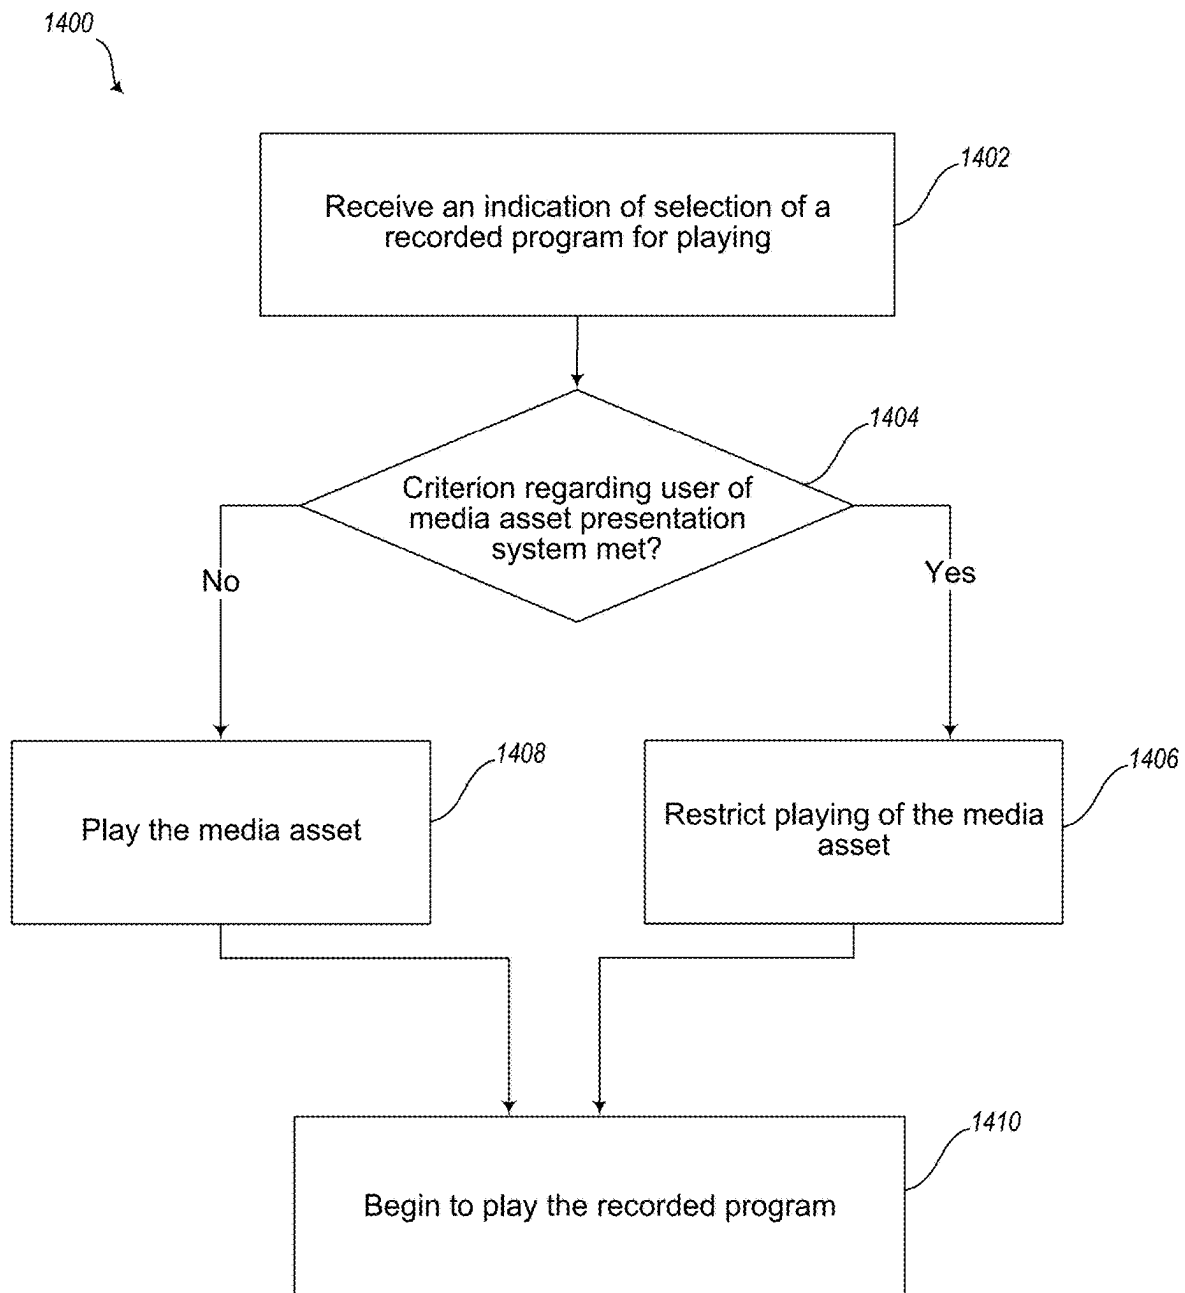 1400
1402
Receive an indication of selection of a
recorded program for playing
1404
Criterion regarding user of
media asset presentation
system met?
No
Yes
1408
Play the media asset
1406
Restrict playing of the media
asset
1410
Begin to play the recorded program